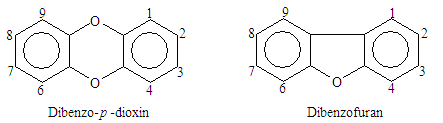 9 O 1
8 2
7 3
6 O 4
Dibenzo-p -dioxin
9 1
8 2
7 3
6 O 4
Dibenzofuran